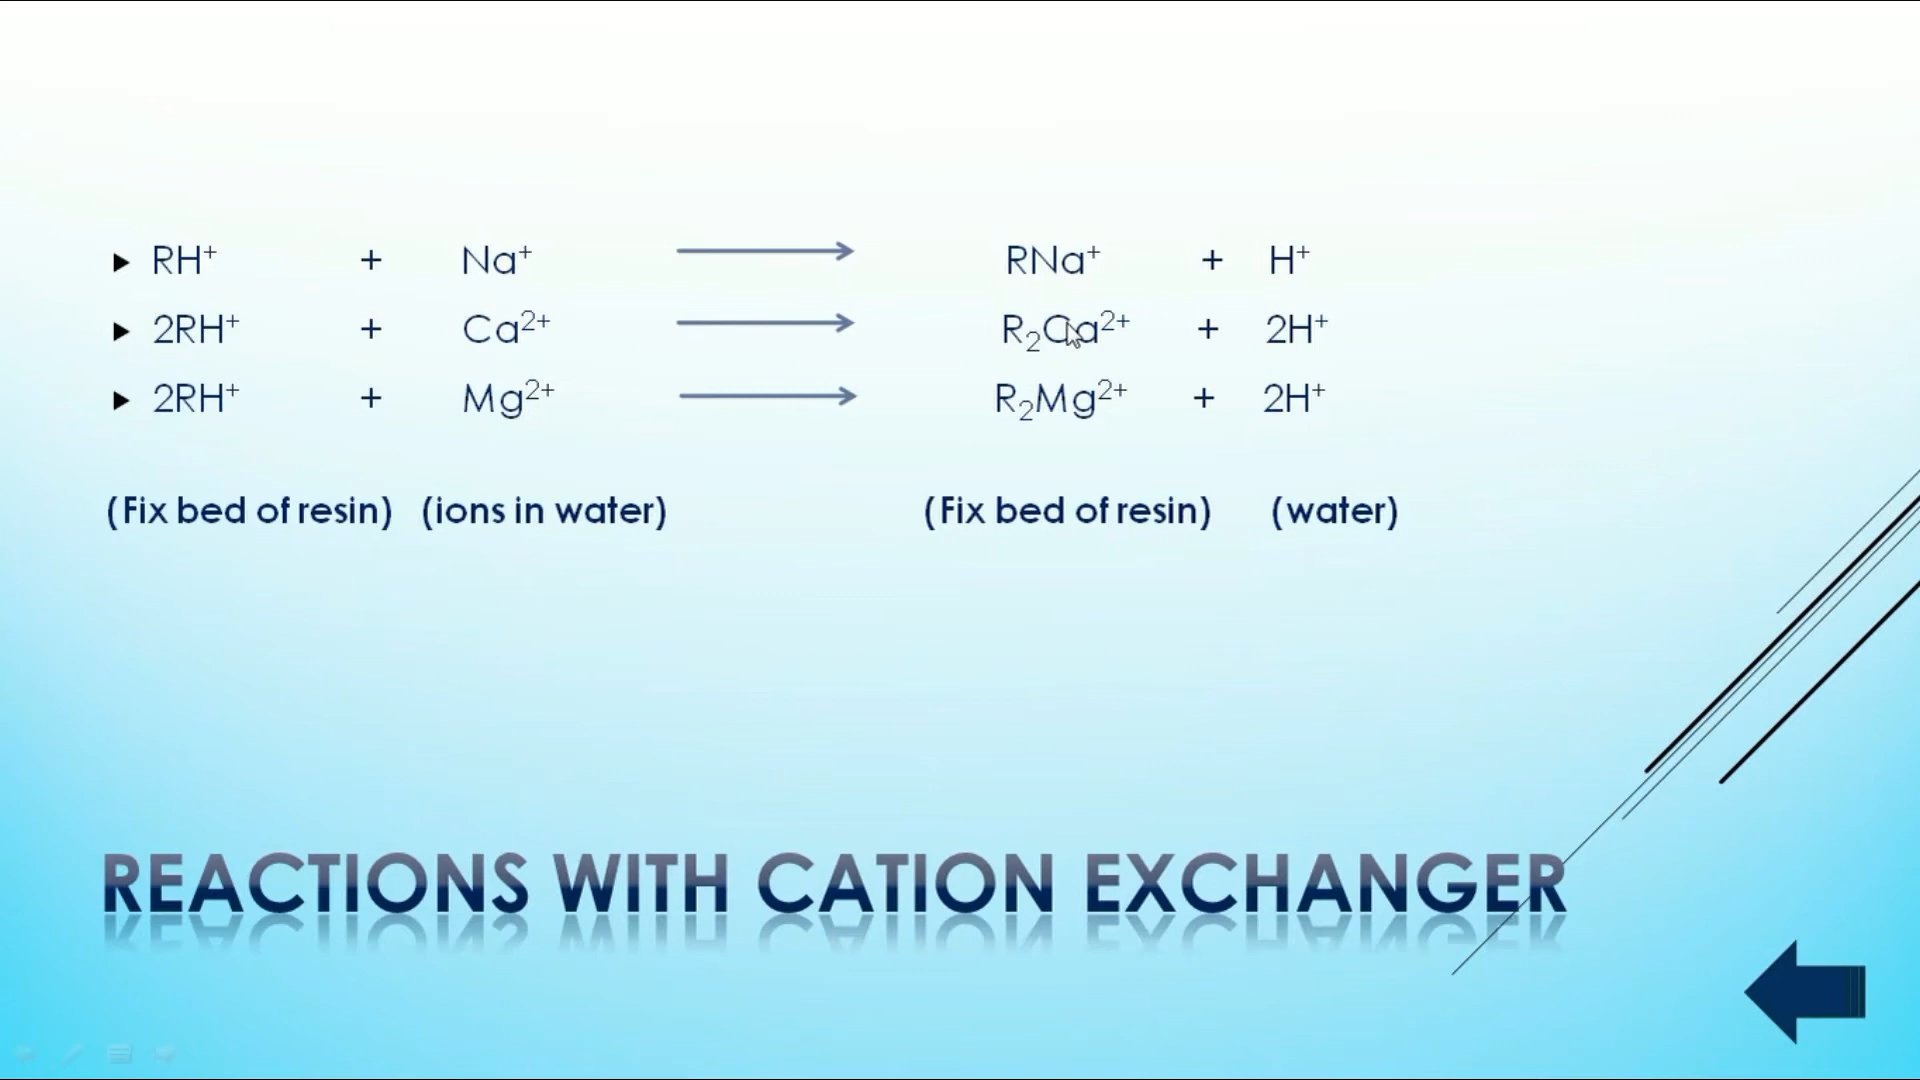 RH⁺ + Na⁺ ⟶ RNa⁺ + H⁺
2RH⁺ + Ca²⁺ ⟶ R₂Ca²⁺ + 2H⁺
2RH⁺ + Mg²⁺ ⟶ R₂Mg²⁺ + 2H⁺
(Fix bed of resin) (ions in water) (Fix bed of resin) (water)
REACTIONS WITH CATION EXCHANGER